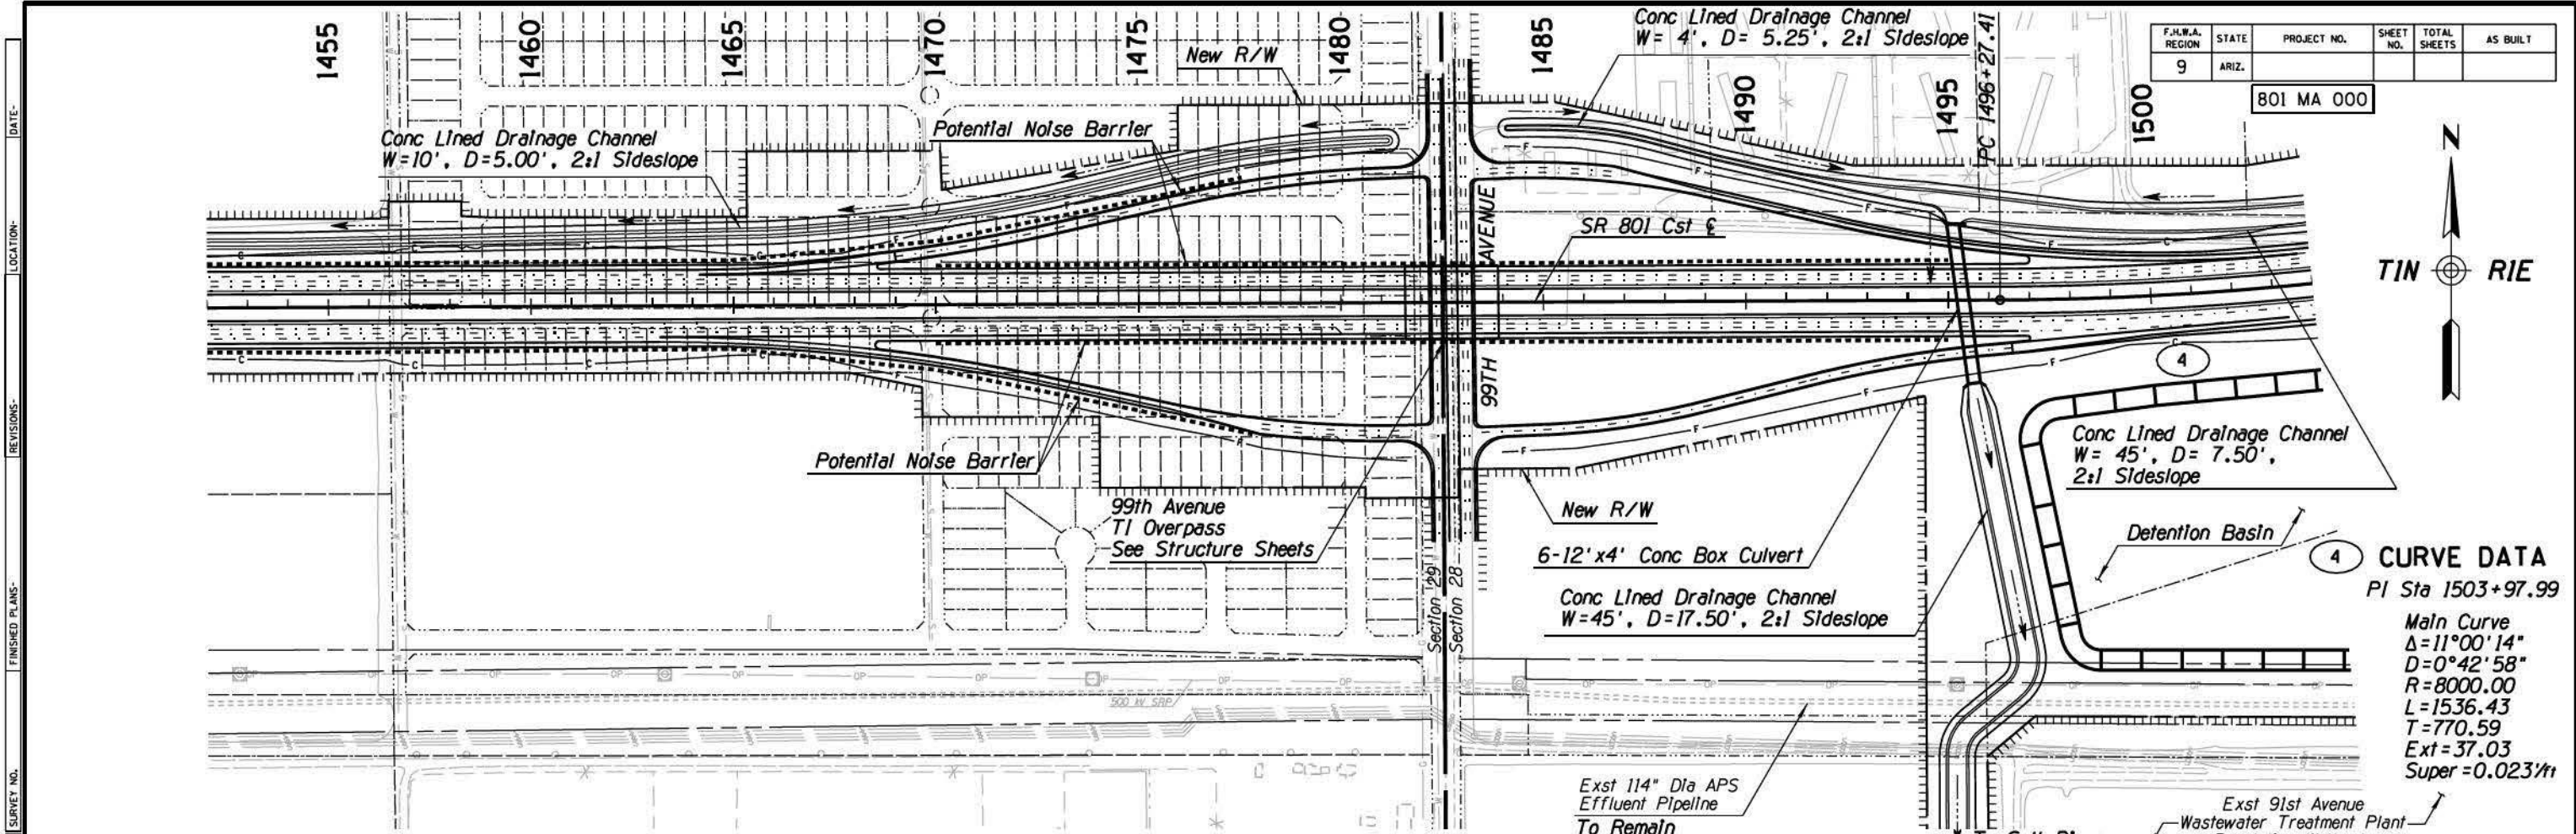 1455
1460
1465
1470
1475
1480
1485
1490
1495
PC 1496+27.41
1500
F.H.W.A. REGION
STATE
PROJECT NO.
SHEET NO.
TOTAL SHEETS
AS BUILT
9
ARIZ.
801 MA 000
DATE-
LOCATION-
REVISIONS-
FINISHED PLANS-
SURVEY NO.
New R/W
Conc Lined Drainage Channel
W= 4', D= 5.25', 2:1 Sideslope
Conc Lined Drainage Channel
W=10', D=5.00', 2:1 Sideslope
Potential Noise Barrier
SR 801 Cst ℄
99TH AVENUE
N
T1N R1E
4
Potential Noise Barrier
99th Avenue
TI Overpass
See Structure Sheets
New R/W
6-12'x4' Conc Box Culvert
Conc Lined Drainage Channel
W=45', D=17.50', 2:1 Sideslope
Conc Lined Drainage Channel
W= 45', D= 7.50',
2:1 Sideslope
Detention Basin
Section 29
Section 28
4 CURVE DATA
PI Sta 1503+97.99
Main Curve
Δ=11°00'14"
D=0°42'58"
R=8000.00
L=1536.43
T=770.59
Ext=37.03
Super=0.023'/ft
500 kV SRP
Exst 114" Dia APS
Effluent Pipeline
To Remain
Exst 91st Avenue
Wastewater Treatment Plant